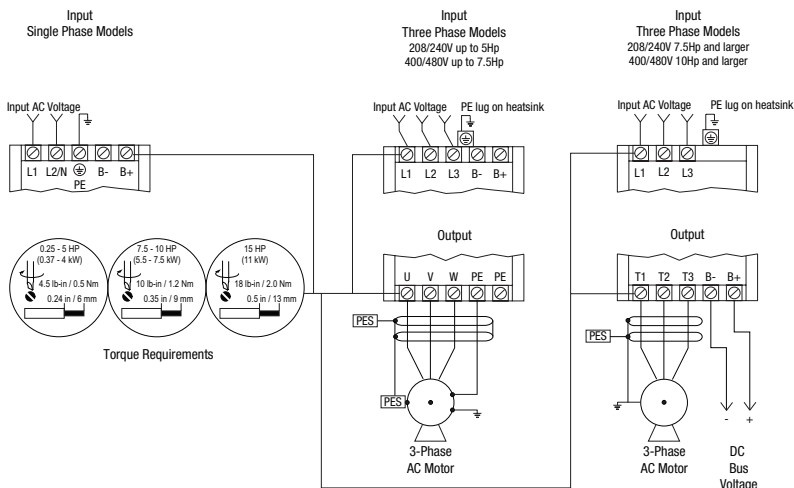 Input
Single Phase Models
Input AC Voltage
L1 L2/N PE B- B+
Input
Three Phase Models
208/240V up to 5Hp
400/480V up to 7.5Hp
Input AC Voltage
PE lug on heatsink
L1 L2 L3 B- B+
Input
Three Phase Models
208/240V 7.5Hp and larger
400/480V 10Hp and larger
Input AC Voltage
PE lug on heatsink
L1 L2 L3
0.25 - 5 HP
(0.37 - 4 kW)
4.5 lb-in / 0.5 Nm
0.24 in / 6 mm
7.5 - 10 HP
(5.5 - 7.5 kW)
10 lb-in / 1.2 Nm
0.35 in / 9 mm
15 HP
(11 kW)
18 lb-in / 2.0 Nm
0.5 in / 13 mm
Torque Requirements
Output
U V W PE PE
PES
PES
3-Phase
AC Motor
Output
T1 T2 T3 B- B+
PES
- +
3-Phase
AC Motor
DC
Bus
Voltage